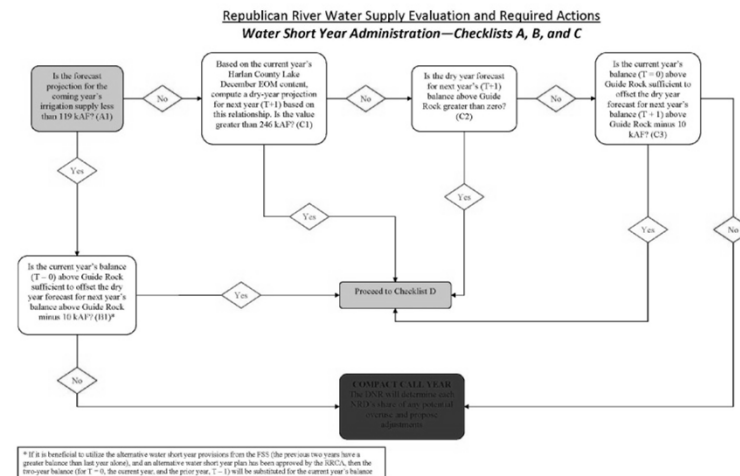 Republican River Water Supply Evaluation and Required Actions
Water Short Year Administration—Checklists A, B, and C
Is the forecast
projection for the
coming year's
irrigation supply less
than 119 kAF? (A1)
No
Based on the current year's
Harlan County Lake
December EOM content,
compute a dry-year projection
for next year (T+1) based on
this relationship. Is the value
greater than 246 kAF? (C1)
No
Is the dry year forecast
for next year's (T+1)
balance above Guide
Rock greater than zero?
(C2)
No
Is the current year's
balance (T = 0) above
Guide Rock sufficient to
offset the dry year
forecast for next year's
balance (T + 1) above
Guide Rock minus 10
kAF? (C3)
Yes
Yes
Yes
Yes
No
Is the current year's balance
(T = 0) above Guide Rock
sufficient to offset the dry
year forecast for next year's
balance above Guide Rock
minus 10 kAF? (B1)*
Yes
Proceed to Checklist D
No
COMPACT CALL YEAR
The DNR will determine each
NRD's share of any potential
overuse and propose
adjustments
* If it is beneficial to utilize the alternative water short year provisions from the FSS (the previous two years have a
greater balance than last year alone), and an alternative water short year plan has been approved by the RRCA, then the
two-year balance (for T = 0, the current year, and the prior year, T – 1) will be substituted for the current year's balance